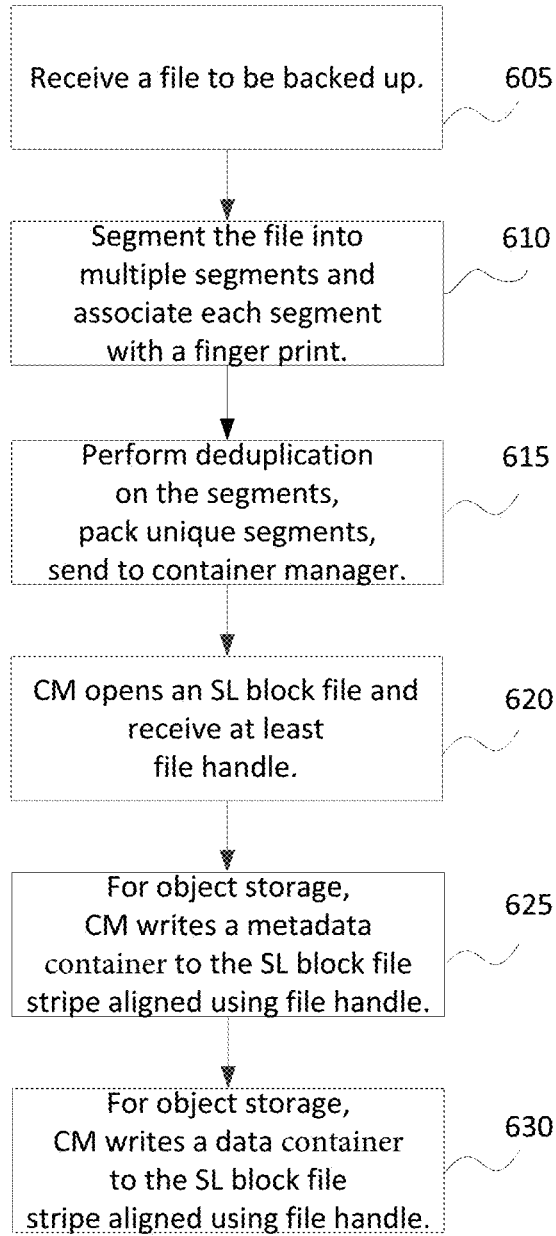 Receive a file to be backed up.
605
Segment the file into
multiple segments and
associate each segment
with a finger print.
610
Perform deduplication
on the segments,
pack unique segments,
send to container manager.
615
CM opens an SL block file and
receive at least
file handle.
620
For object storage,
CM writes a metadata
container to the SL block file
stripe aligned using file handle.
625
For object storage,
CM writes a data container
to the SL block file
stripe aligned using file handle.
630